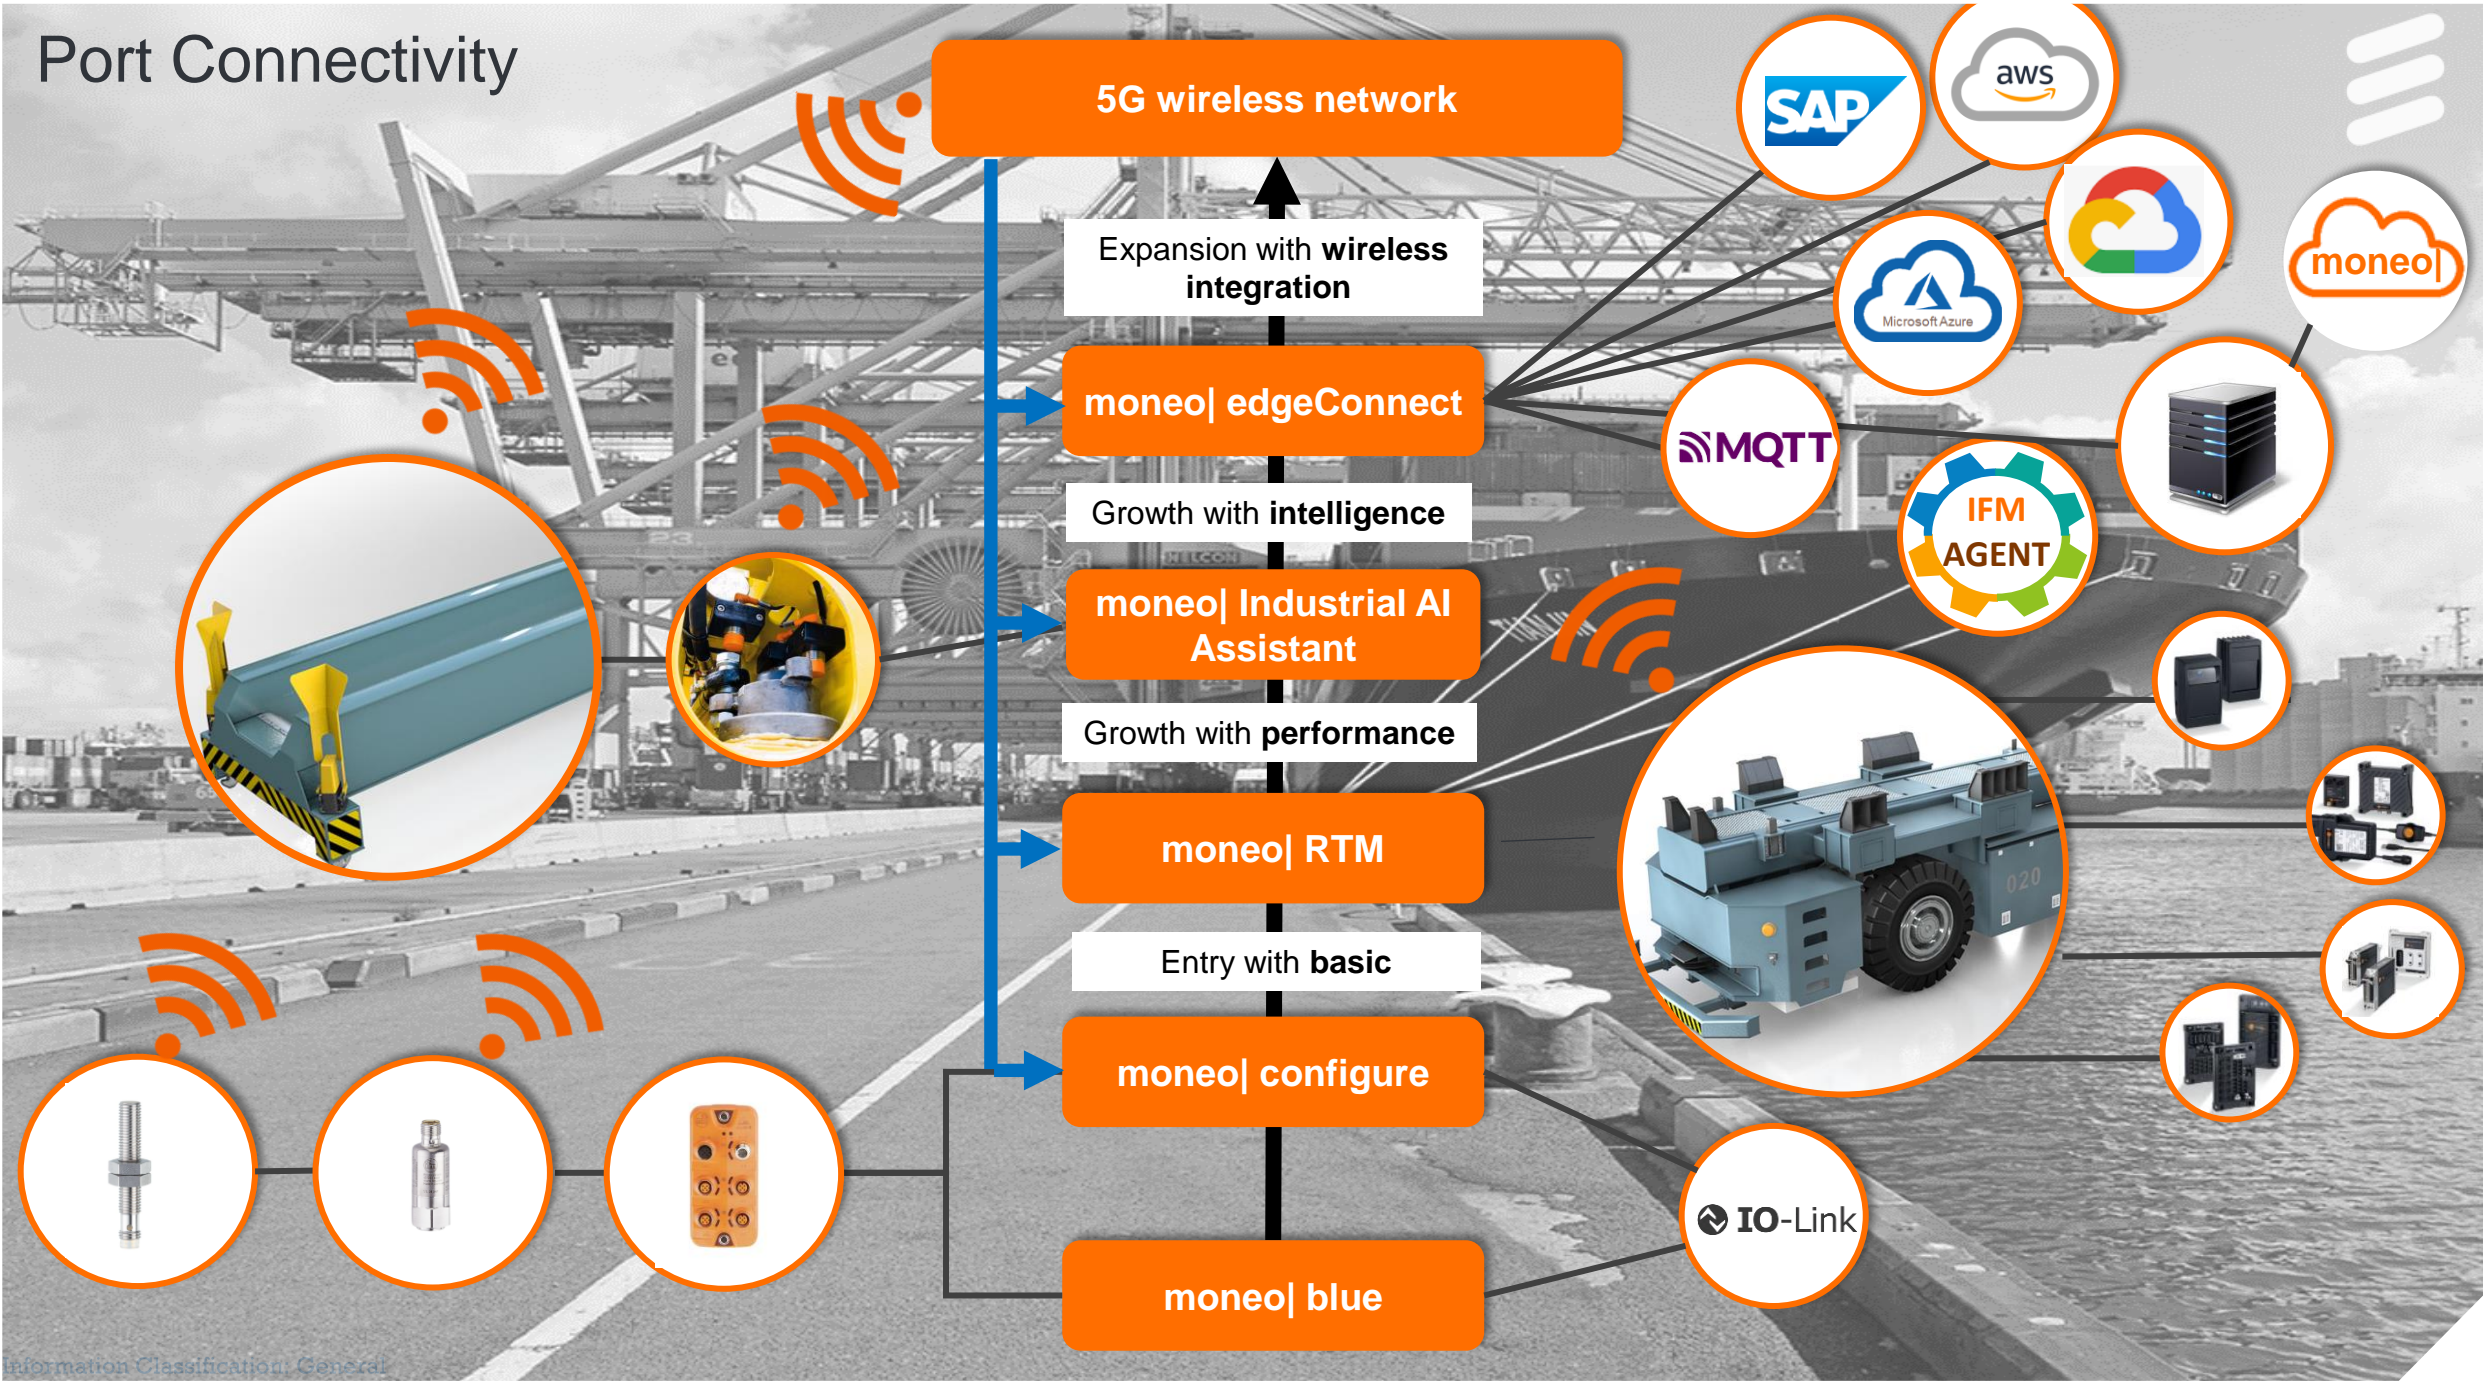 Port Connectivity
5G wireless network
SAP
aws
moneo|
Expansion with wireless
integration
Microsoft Azure
moneo| edgeConnect
MQTT
Growth with intelligence
IFM
AGENT
23
moneo| Industrial AI
Assistant
Growth with performance
moneo| RTM
020
Entry with basic
moneo| configure
IO-Link
moneo| blue
Information Classification: General